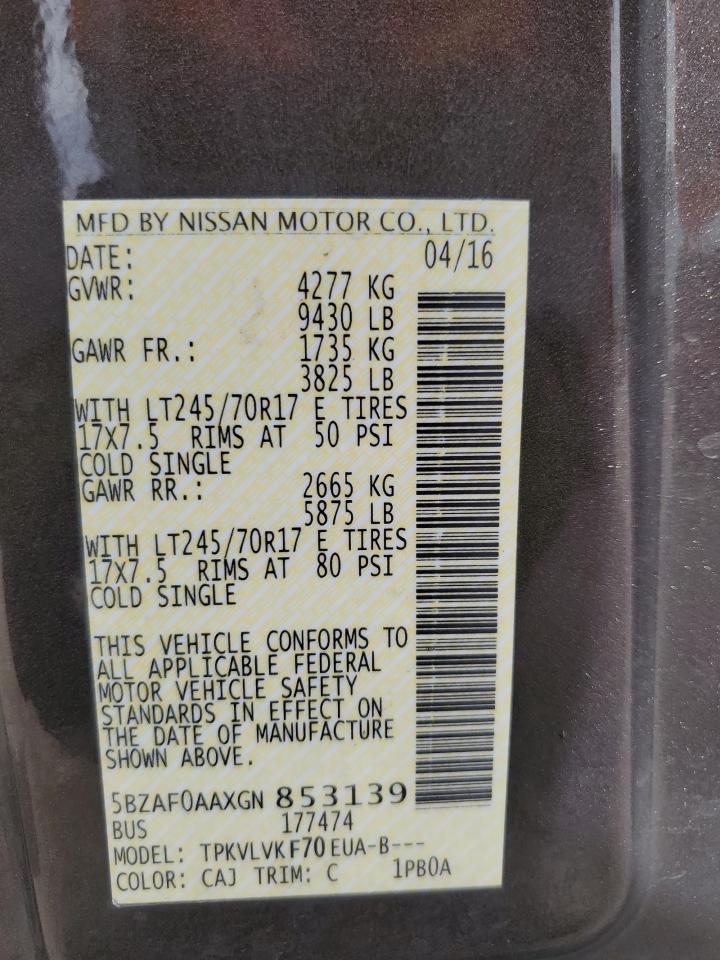 MFD BY NISSAN MOTOR CO., LTD.
DATE: 04/16
GVWR: 4277 KG
9430 LB
GAWR FR.: 1735 KG
3825 LB
WITH LT245/70R17 E TIRES
17X7.5 RIMS AT 50 PSI
COLD SINGLE
GAWR RR.: 2665 KG
5875 LB
WITH LT245/70R17 E TIRES
17X7.5 RIMS AT 80 PSI
COLD SINGLE
THIS VEHICLE CONFORMS TO
ALL APPLICABLE FEDERAL
MOTOR VEHICLE SAFETY
STANDARDS IN EFFECT ON
THE DATE OF MANUFACTURE
SHOWN ABOVE.
5BZAF0AAXGN 853139
BUS 177474
MODEL: TPKVLVKF70EUA-B---
COLOR: CAJ TRIM: C 1PB0A